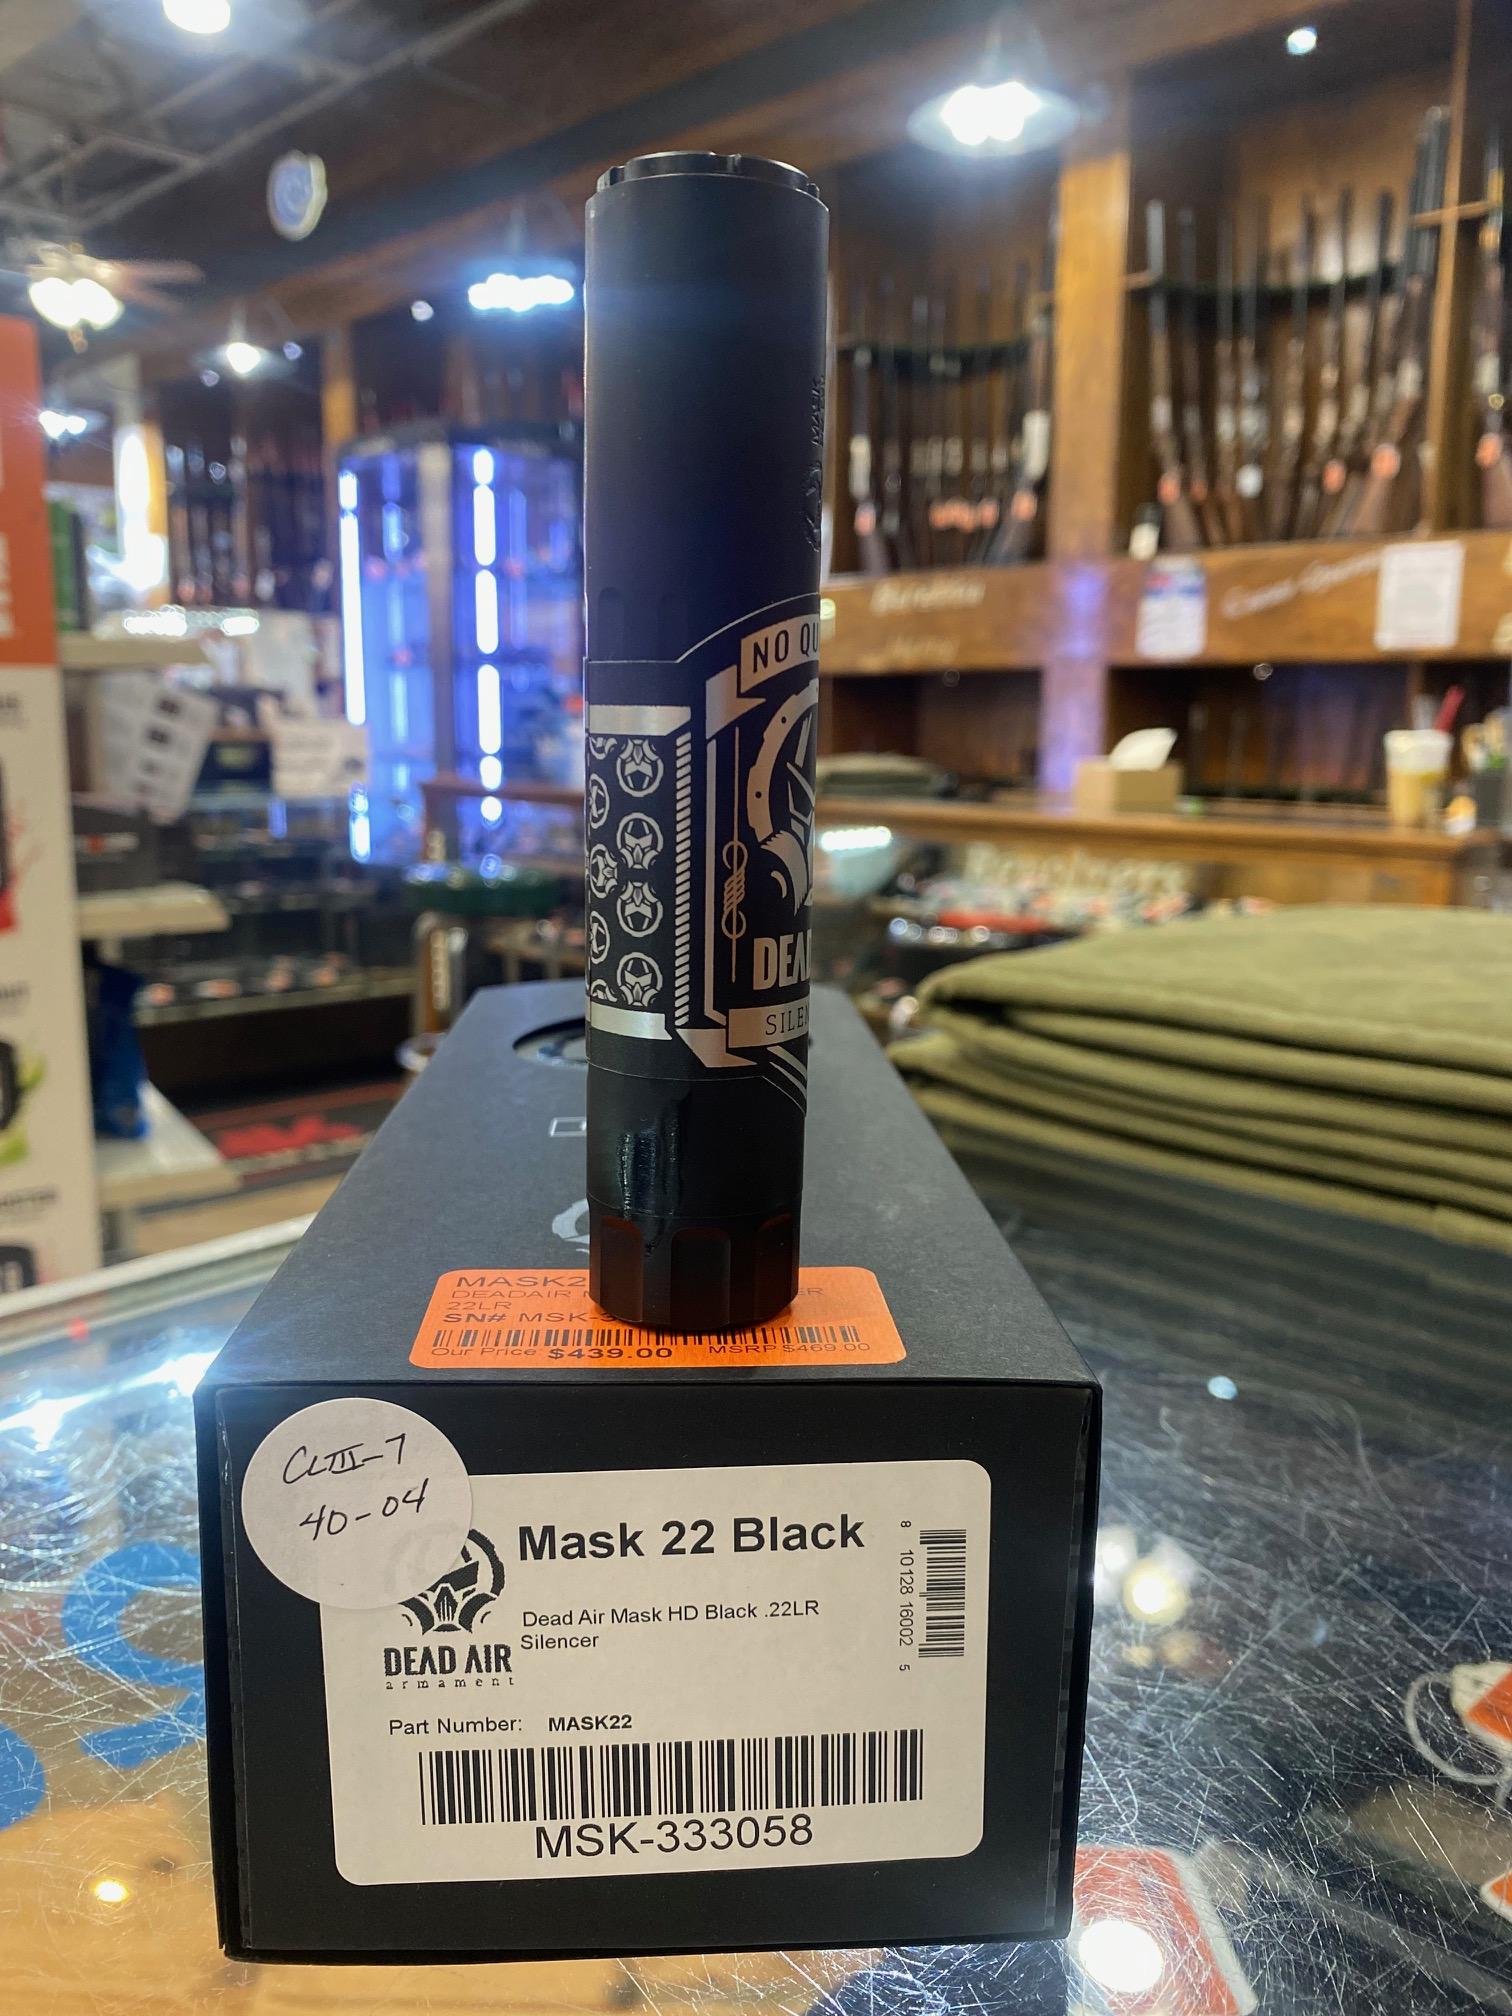 NO QU
DEAD
SILEN
MASK2
DEADAIR
22LR
SN# MSK-3
Our Price $439.00 MSRP $469.00
CLIII-7
40-04
Mask 22 Black
Dead Air Mask HD Black .22LR
Silencer
8 10128 16002 5
DEAD AIR
armament
Part Number: MASK22
MSK-333058
Revolvers